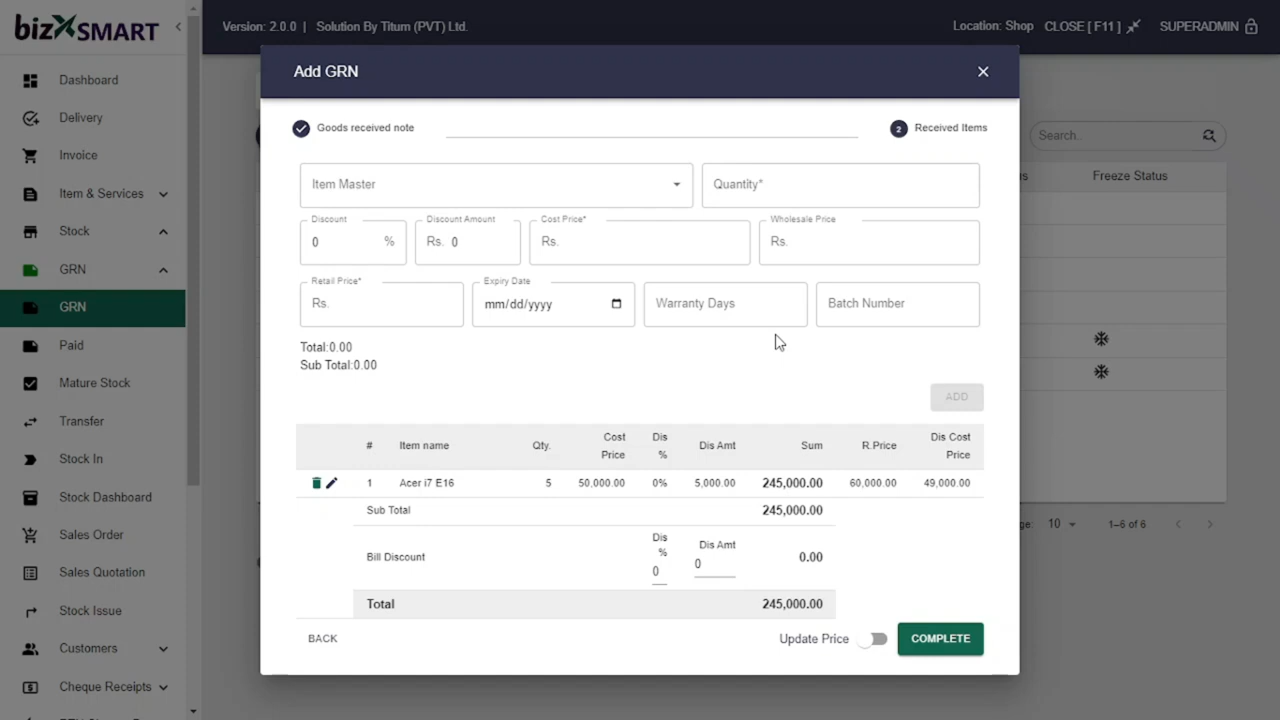 bizXSMART
Version: 2.0.0 | Solution By Titum (PVT) Ltd.
Location: Shop CLOSE [ F11 ] SUPERADMIN
Dashboard
Delivery
Invoice
Item & Services
Stock
GRN
GRN
Paid
Mature Stock
Transfer
Stock In
Stock Dashboard
Sales Order
Sales Quotation
Stock Issue
Customers
Cheque Receipts
Add GRN
Goods received note
2 Received Items
Search..
Freeze Status
Item Master
Quantity*
Discount
0 %
Discount Amount
Rs. 0
Cost Price*
Rs.
Wholesale Price
Rs.
Retail Price*
Rs.
Expiry Date
mm/dd/yyyy
Warranty Days
Batch Number
Total:0.00
Sub Total:0.00
ADD
# Item name Qty. Cost Price Dis % Dis Amt Sum R.Price Dis Cost Price
1 Acer i7 E16 5 50,000.00 0% 5,000.00 245,000.00 60,000.00 49,000.00
Sub Total 245,000.00
Bill Discount Dis % 0 Dis Amt 0 0.00
Total 245,000.00
10 1–6 of 6
BACK
Update Price
COMPLETE